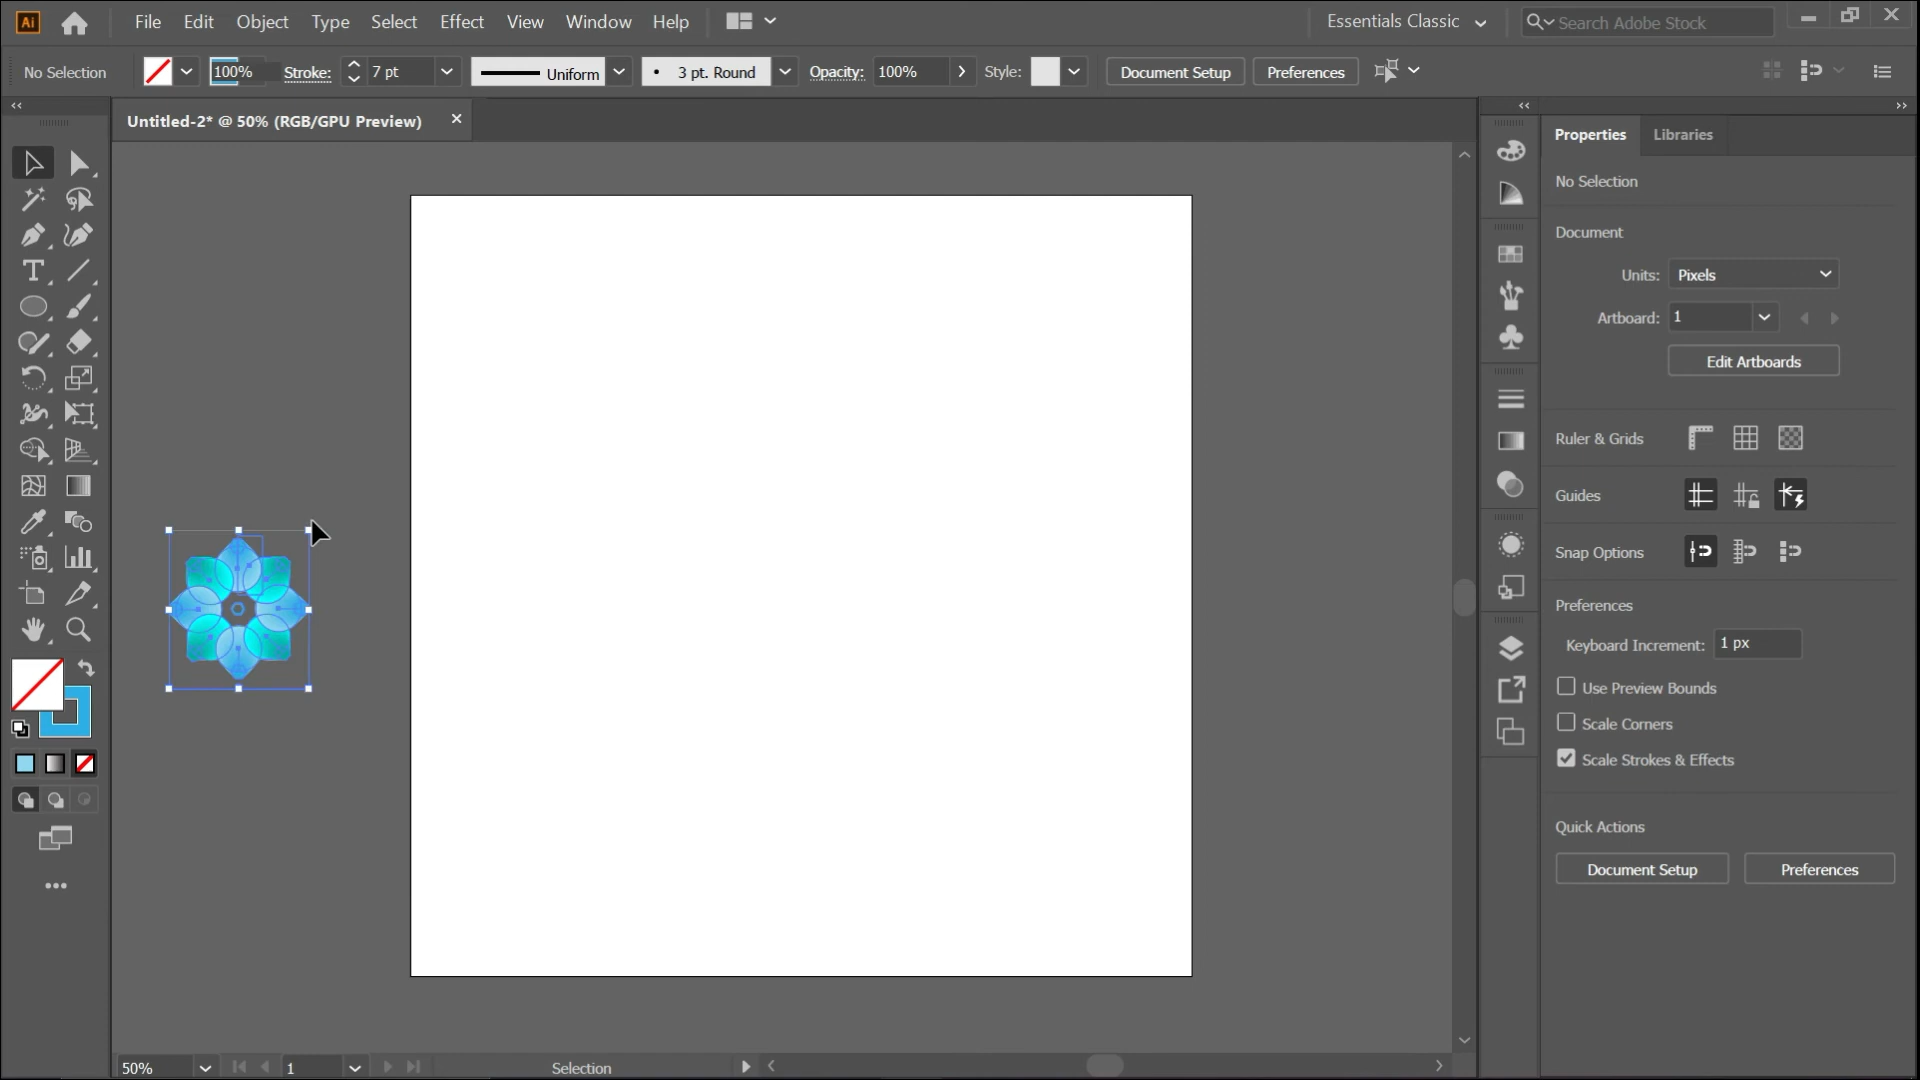 Ai File Edit Object Type Select Effect View Window Help Essentials Classic Search Adobe Stock
No Selection 100% Stroke: 7 pt Uniform 3 pt. Round Opacity: 100% Style: Document Setup Preferences
Untitled-2* @ 50% (RGB/GPU Preview)
Properties Libraries
No Selection
Document
Units: Pixels
Artboard: 1
Edit Artboards
Ruler & Grids
Guides
Snap Options
Preferences
Keyboard Increment: 1 px
Use Preview Bounds
Scale Corners
Scale Strokes & Effects
Quick Actions
Document Setup Preferences
50% 1 Selection